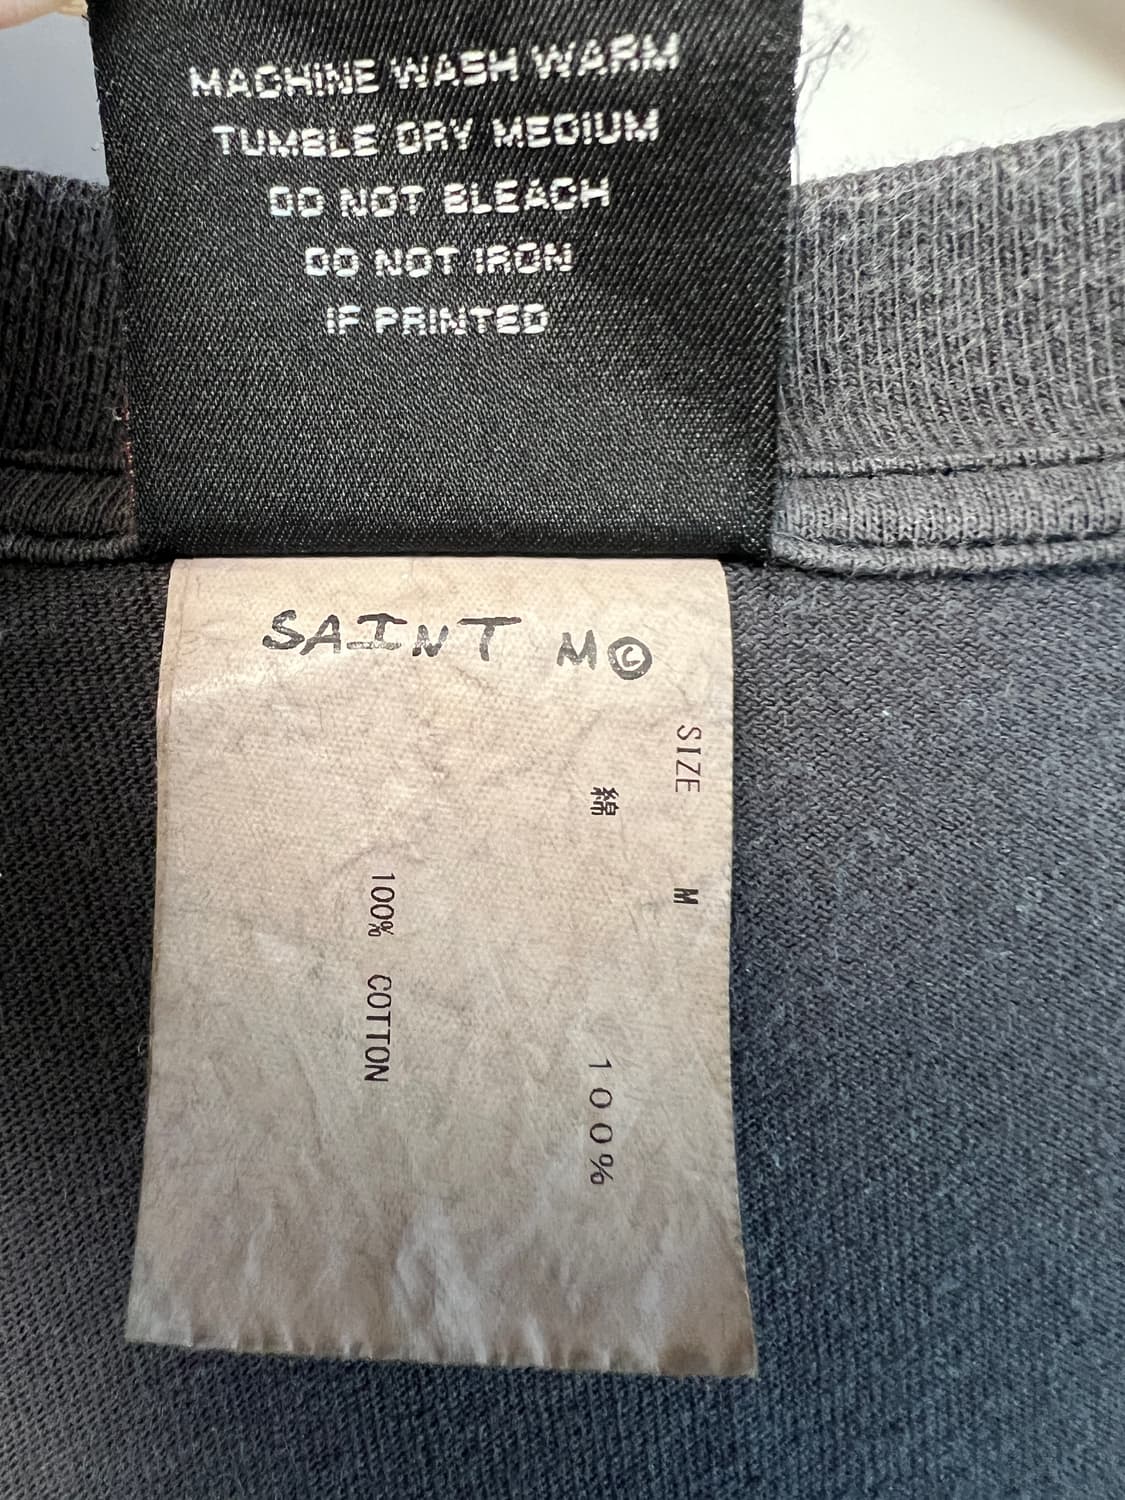 MACHINE WASH WARM
TUMBLE DRY MEDIUM
DO NOT BLEACH
DO NOT IRON
IF PRINTED
SAINT M©
SIZE M
綿 100%
100% COTTON